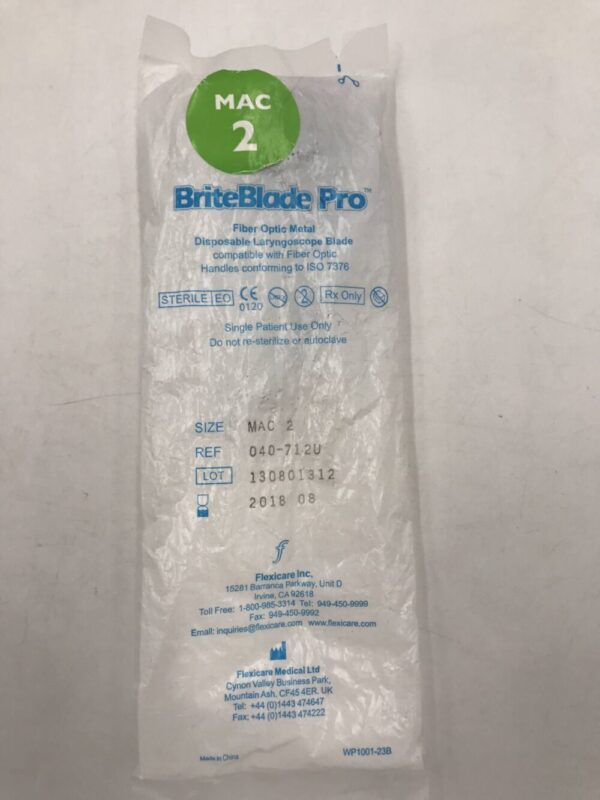 MAC
2
BriteBlade Pro™
Fiber Optic Metal
Disposable Laryngoscope Blade
compatible with Fiber Optic
Handles conforming to ISO 7376
STERILE EO CE Rx Only
0120
Single Patient Use Only
Do not re-sterilize or autoclave
SIZE MAC 2
REF 040-712U
LOT 130801312
2018 08
f
Flexicare Inc.
15281 Barranca Parkway, Unit D
Irvine, CA 92618
Toll Free: 1-800-985-3314 Tel: 949-450-9999
Fax: 949-450-9992
Email: inquiries@flexicare.com www.flexicare.com
Flexicare Medical Ltd
Cynon Valley Business Park,
Mountain Ash, CF45 4ER. UK
Tel: +44 (0)1443 474647
Fax: +44 (0)1443 474222
Made in China WP1001-23B